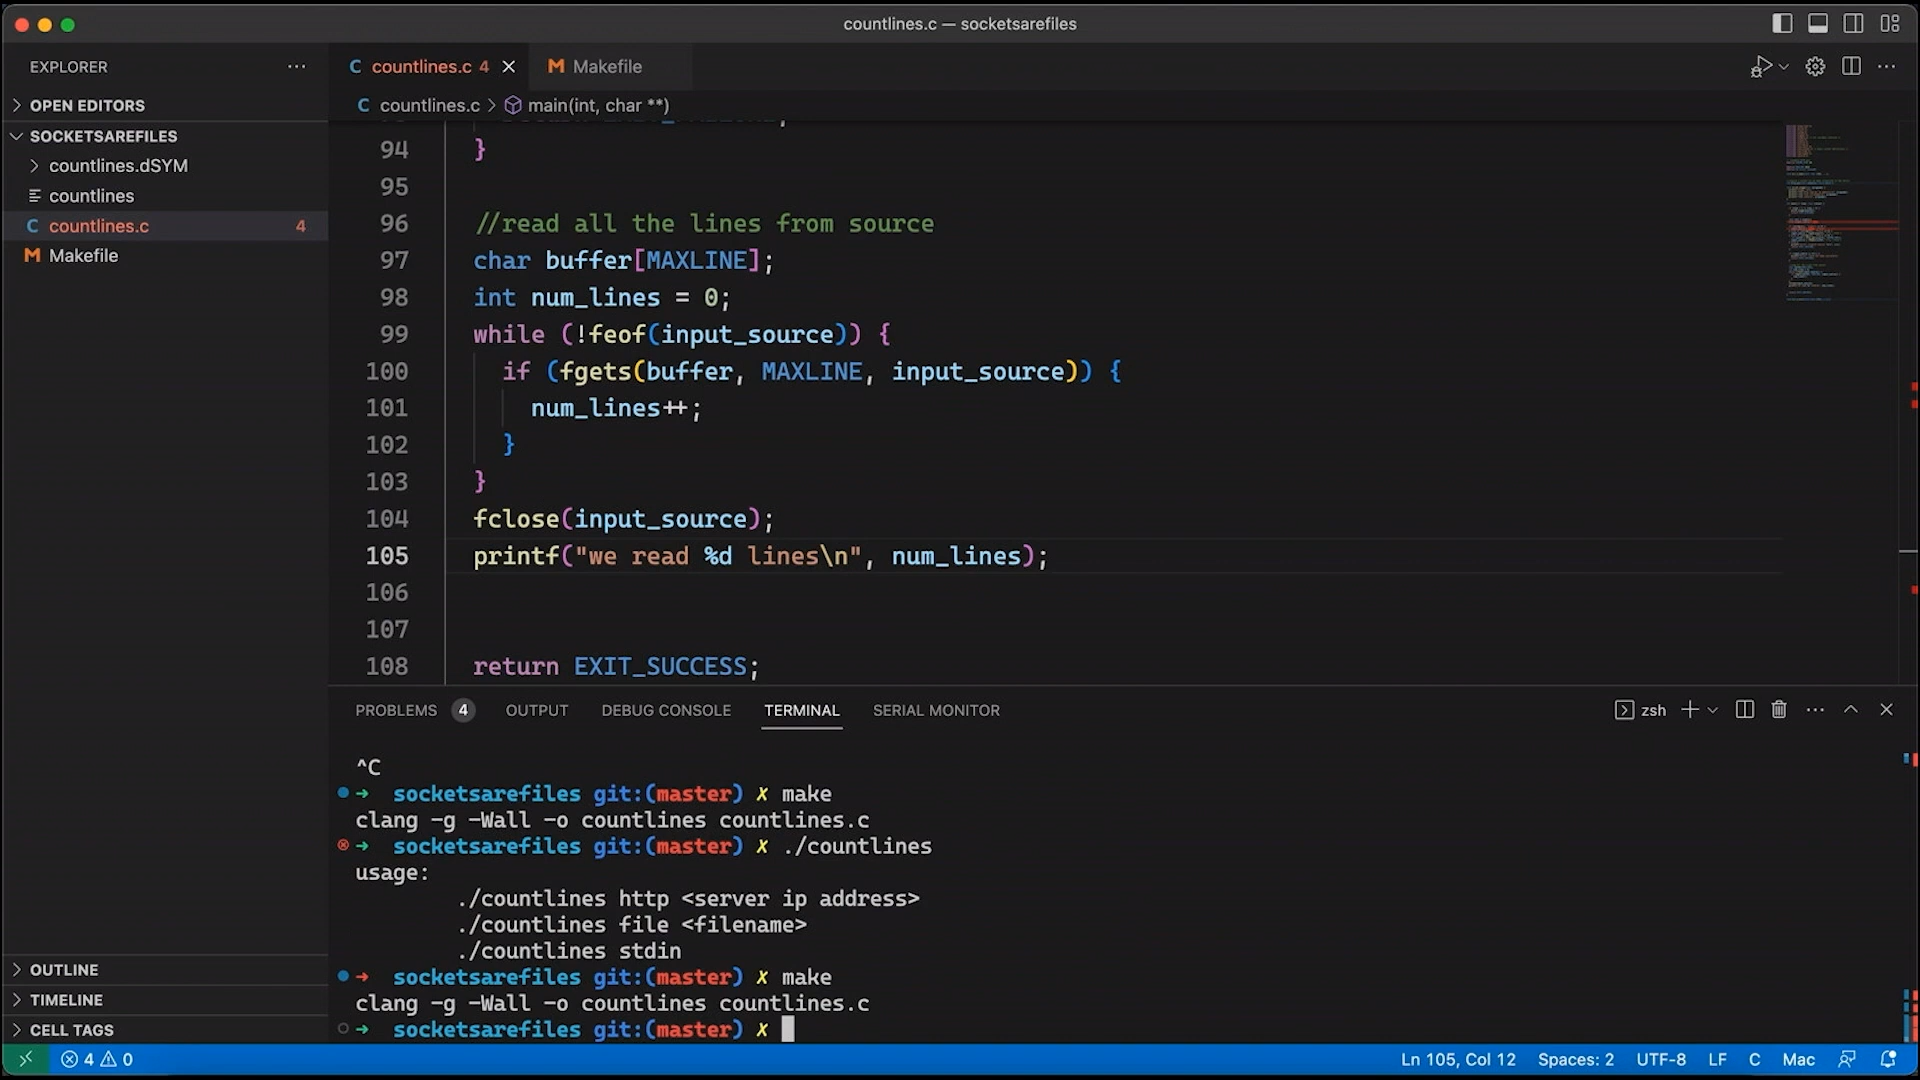 countlines.c — socketsarefiles
EXPLORER
OPEN EDITORS
SOCKETSAREFILES
countlines.dSYM
countlines
C countlines.c 4
M Makefile
OUTLINE
TIMELINE
CELL TAGS
C countlines.c 4
M Makefile
C countlines.c > main(int, char **)
94 }
95
96 //read all the lines from source
97 char buffer[MAXLINE];
98 int num_lines = 0;
99 while (!feof(input_source)) {
100 if (fgets(buffer, MAXLINE, input_source)) {
101 num_lines++;
102 }
103 }
104 fclose(input_source);
105 printf("we read %d lines\n", num_lines);
106
107
108 return EXIT_SUCCESS;
PROBLEMS 4 OUTPUT DEBUG CONSOLE TERMINAL SERIAL MONITOR
zsh
^C
➜ socketsarefiles git:(master) ✗ make
clang -g -Wall -o countlines countlines.c
➜ socketsarefiles git:(master) ✗ ./countlines
usage:
./countlines http <server ip address>
./countlines file <filename>
./countlines stdin
➜ socketsarefiles git:(master) ✗ make
clang -g -Wall -o countlines countlines.c
➜ socketsarefiles git:(master) ✗
4 0
Ln 105, Col 12 Spaces: 2 UTF-8 LF C Mac